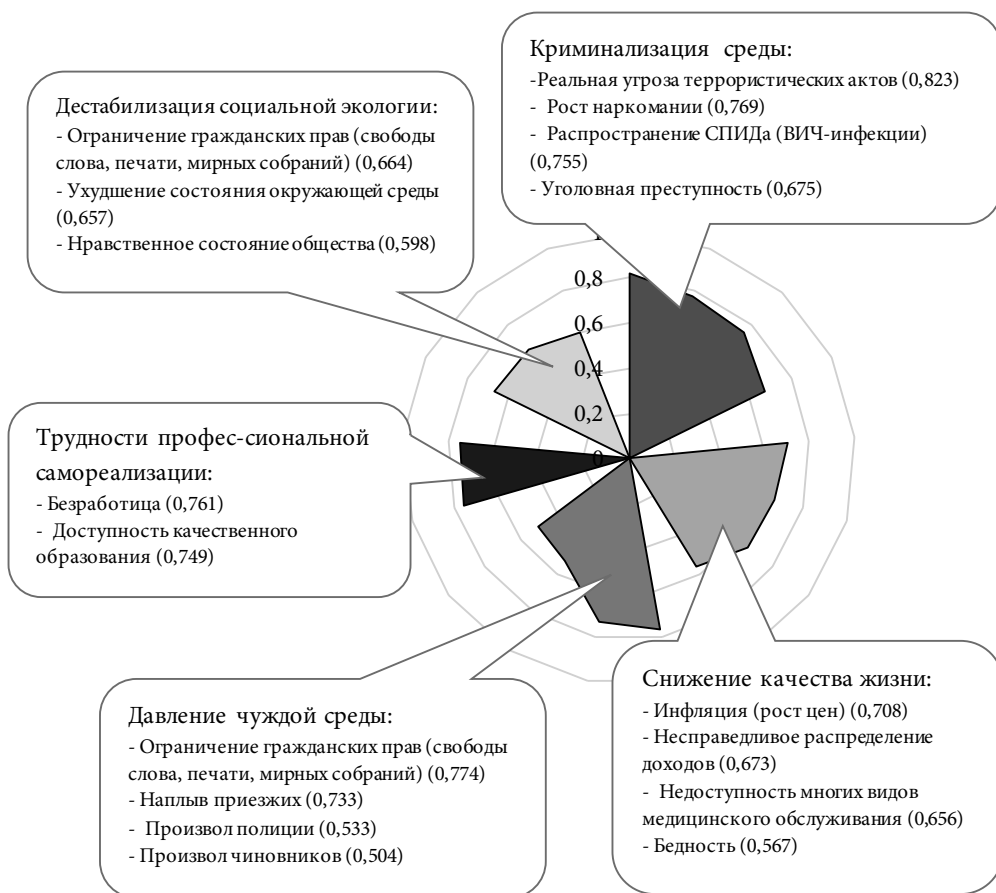 Криминализация среды:
-Реальная угроза террористических актов (0,823)
- Рост наркомании (0,769)
- Распространение СПИДа (ВИЧ-инфекции)
(0,755)
- Уголовная преступность (0,675)
Дестабилизация социальной экологии:
- Ограничение гражданских прав (свободы
слова, печати, мирных собраний) (0,664)
- Ухудшение состояния окружающей среды
(0,657)
- Нравственное состояние общества (0,598)
0,8
0,6
0,4
0,2
0
Трудности профес-сиональной
самореализации:
- Безработица (0,761)
- Доступность качественного
образования (0,749)
Снижение качества жизни:
- Инфляция (рост цен) (0,708)
- Несправедливое распределение
доходов (0,673)
- Недоступность многих видов
медицинского обслуживания (0,656)
- Бедность (0,567)
Давление чуждой среды:
- Ограничение гражданских прав (свободы
слова, печати, мирных собраний) (0,774)
- Наплыв приезжих (0,733)
- Произвол полиции (0,533)
- Произвол чиновников (0,504)